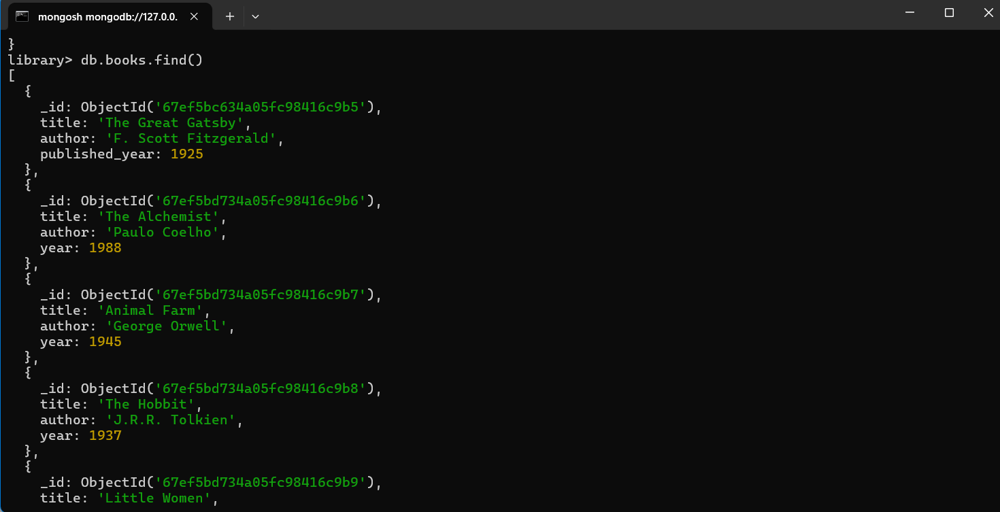 mongosh mongodb://127.0.0.
}
library> db.books.find()
[
  {
    _id: ObjectId('67ef5bc634a05fc98416c9b5'),
    title: 'The Great Gatsby',
    author: 'F. Scott Fitzgerald',
    published_year: 1925
  },
  {
    _id: ObjectId('67ef5bd734a05fc98416c9b6'),
    title: 'The Alchemist',
    author: 'Paulo Coelho',
    year: 1988
  },
  {
    _id: ObjectId('67ef5bd734a05fc98416c9b7'),
    title: 'Animal Farm',
    author: 'George Orwell',
    year: 1945
  },
  {
    _id: ObjectId('67ef5bd734a05fc98416c9b8'),
    title: 'The Hobbit',
    author: 'J.R.R. Tolkien',
    year: 1937
  },
  {
    _id: ObjectId('67ef5bd734a05fc98416c9b9'),
    title: 'Little Women',